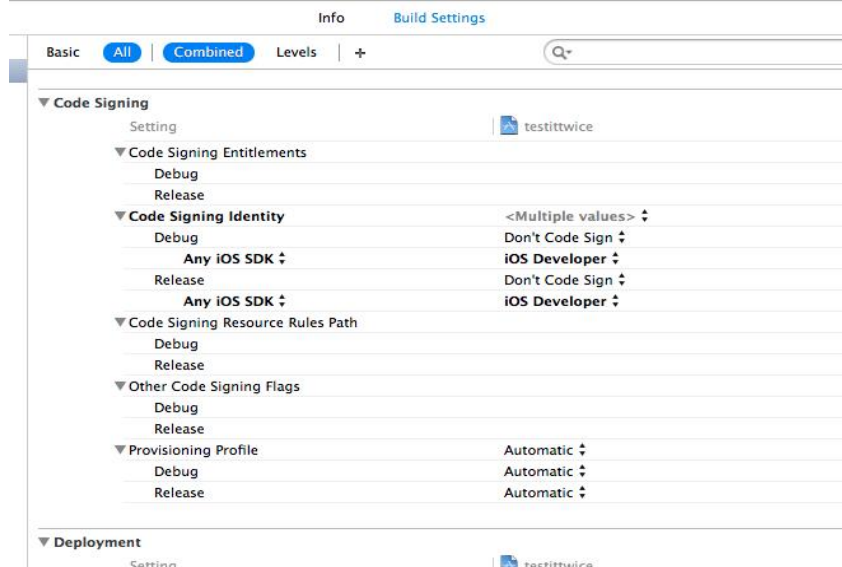 Info Build Settings
Basic All Combined Levels +
Code Signing
Setting testittwice
Code Signing Entitlements
Debug
Release
Code Signing Identity <Multiple values>
Debug Don't Code Sign
Any iOS SDK iOS Developer
Release Don't Code Sign
Any iOS SDK iOS Developer
Code Signing Resource Rules Path
Debug
Release
Other Code Signing Flags
Debug
Release
Provisioning Profile Automatic
Debug Automatic
Release Automatic
Deployment
Setting testittwice